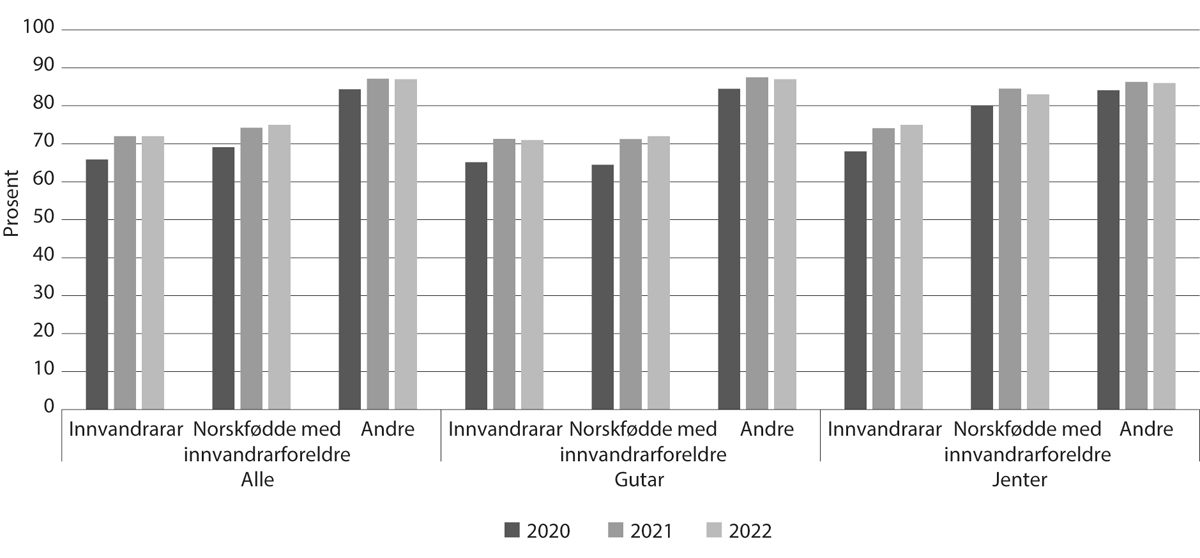 100
90
80
70
60
50
40
30
20
10
0
Prosent
Innvandrarar
Norskfødde med
innvandrarforeldre
Andre
Innvandrarar
Norskfødde med
innvandrarforeldre
Andre
Innvandrarar
Norskfødde med
innvandrarforeldre
Andre
Alle
Gutar
Jenter
2020
2021
2022